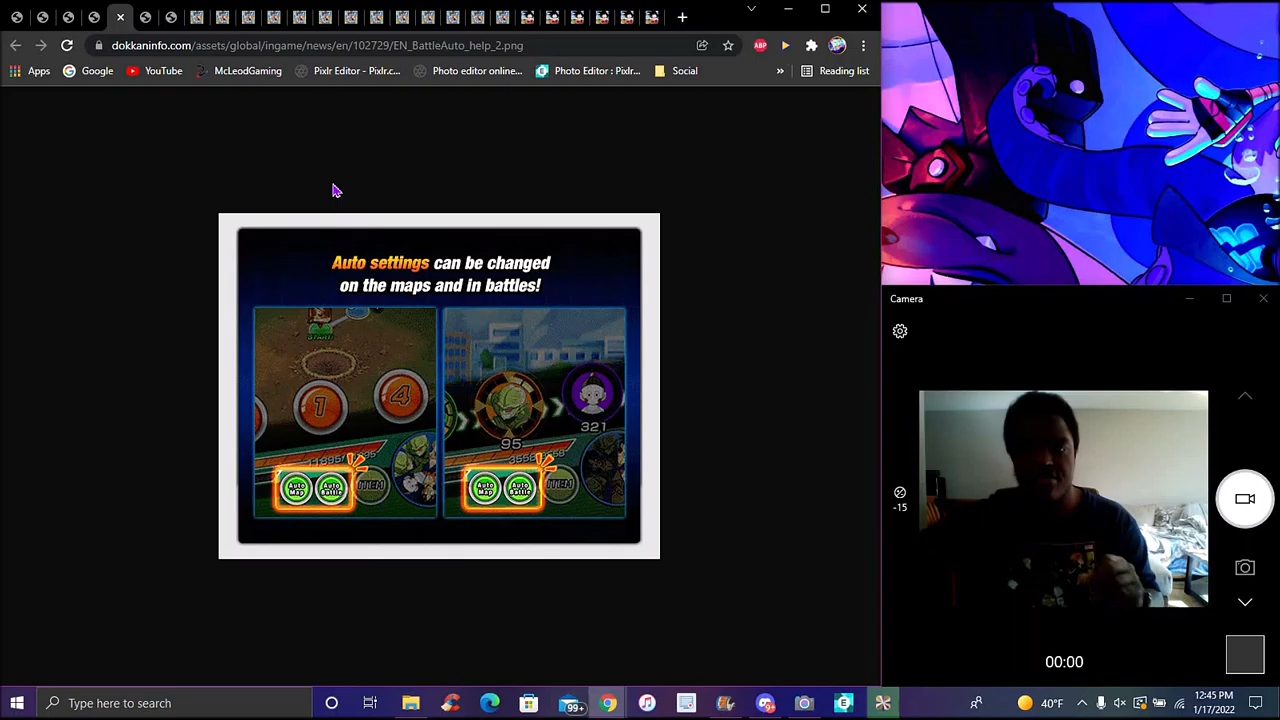 dokkaninfo.com/assets/global/ingame/news/en/102729/EN_BattleAuto_help_2.png
ABP
Apps
Google
YouTube
McLeodGaming
Pixlr Editor - Pixlr.c...
Photo editor online...
Photo Editor : Pixlr...
Social
»
Reading list
Auto settings can be changed
on the maps and in battles!
1
4
95
321
Auto Map
Auto Battle
ITEM
Auto Map
Auto Battle
ITEM
Camera
-15
00:00
Type here to search
99+
40°F
12:45 PM
1/17/2022